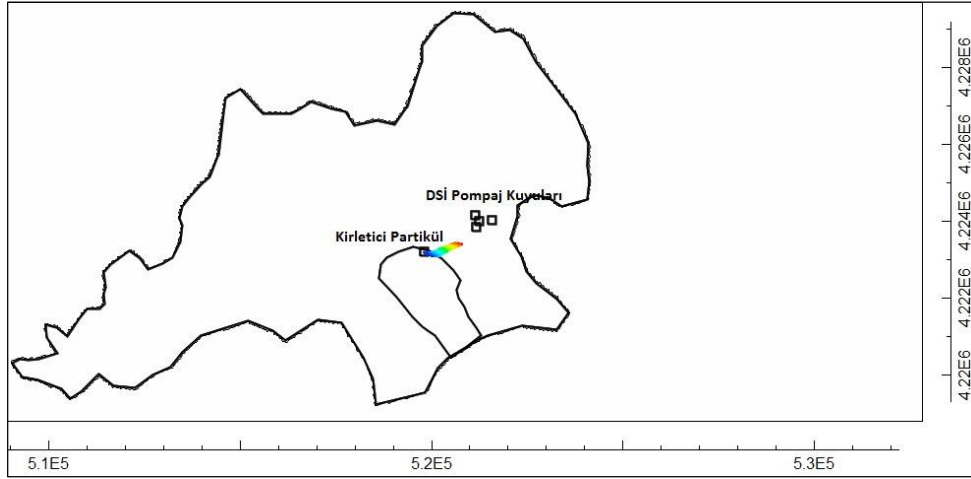 4.228E6
4.226E6
DSİ Pompaj Kuyuları
4.224E6
Kirletici Partikül
4.222E6
4.22E6
5.1E5
5.2E5
5.3E5